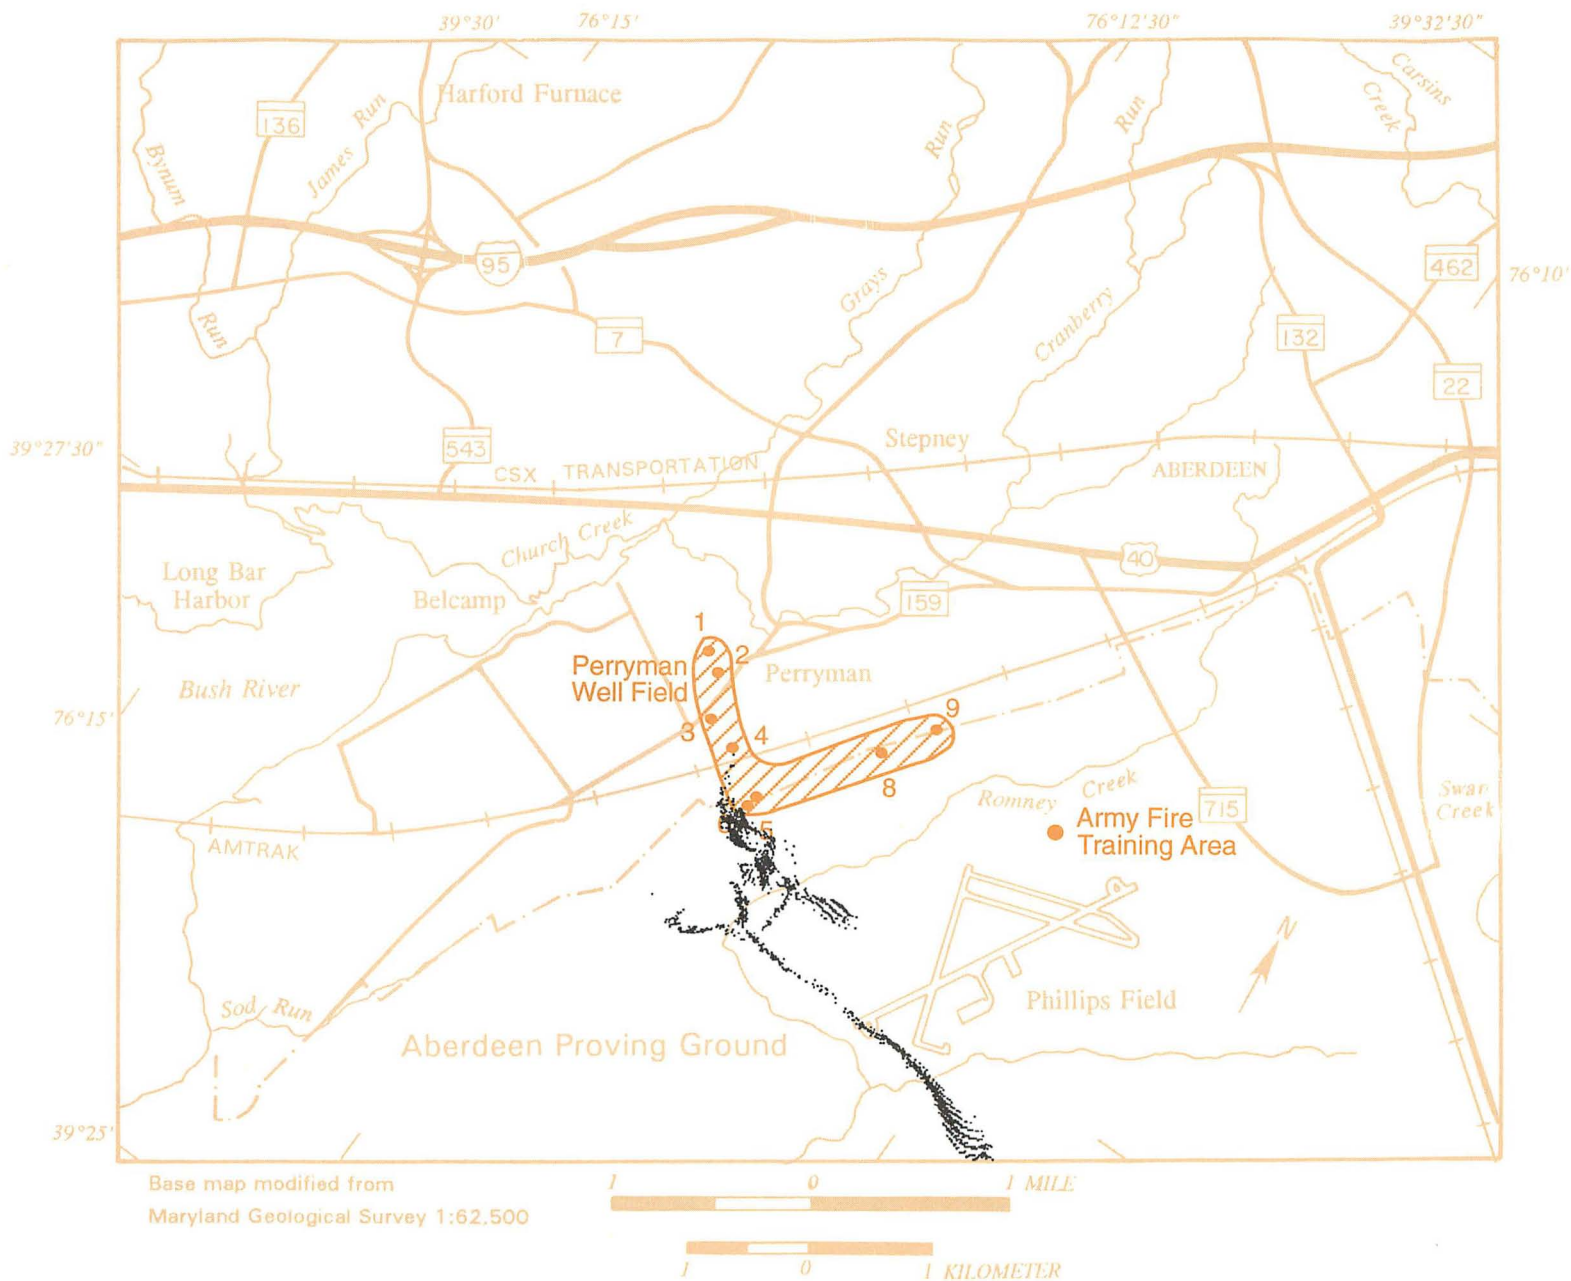 39°30' 76°15' 76°12'30" 39°32'30"
Harford Furnace
Carsins
Creek
136
James Run
Run
Run
Bynum
Run
95
462
76°10'
Grays
Cranberry
7
132
22
39°27'30"
543
Stepney
CSX TRANSPORTATION
ABERDEEN
Church Creek
40
Long Bar
Harbor
Belcamp
159
1
2
Perryman
Well Field
Perryman
Bush River
76°15'
3
4
9
8
Romney Creek
715
Swan
Creek
6
5
Army Fire
Training Area
AMTRAK
N
Sod Run
Phillips Field
Aberdeen Proving Ground
39°25'
Base map modified from
Maryland Geological Survey 1:62,500
1 0 1 MILE
1 0 1 KILOMETER